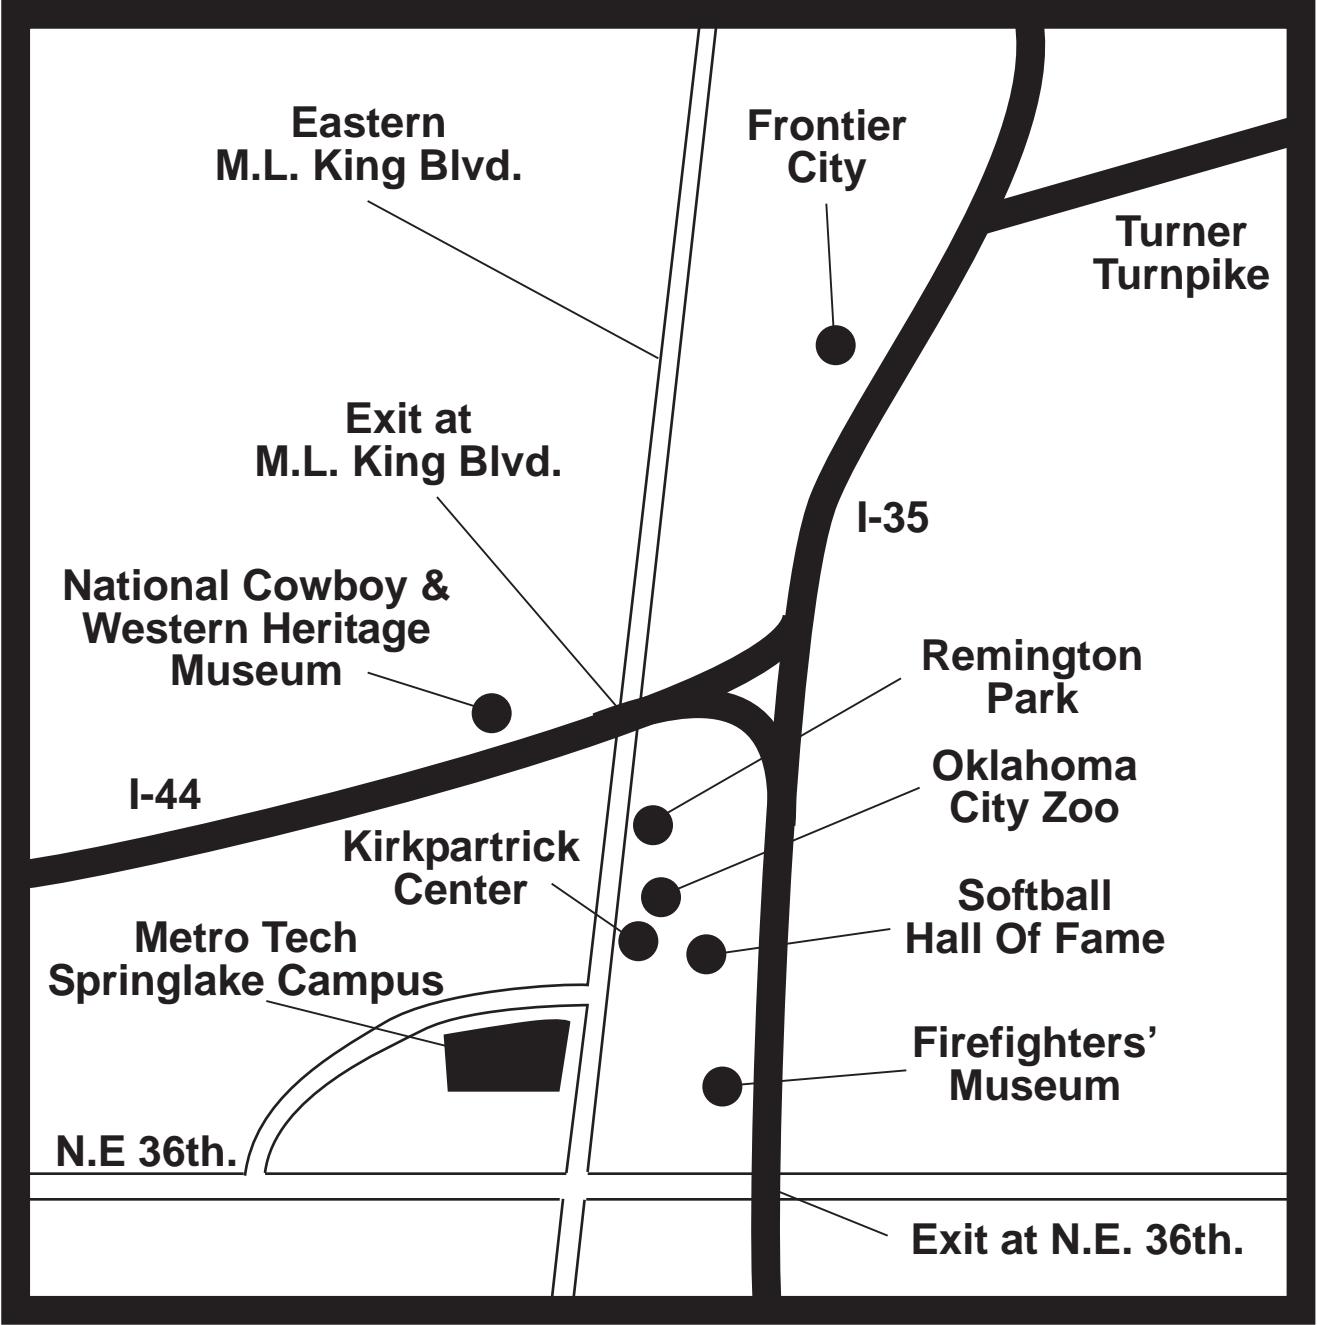 Eastern
M.L. King Blvd.
Frontier
City
Turner
Turnpike
Exit at
M.L. King Blvd.
I-35
National Cowboy &
Western Heritage
Museum
Remington
Park
I-44
Oklahoma
City Zoo
Kirkpartrick
Center
Softball
Hall Of Fame
Metro Tech
Springlake Campus
Firefighters’
Museum
N.E 36th.
Exit at N.E. 36th.